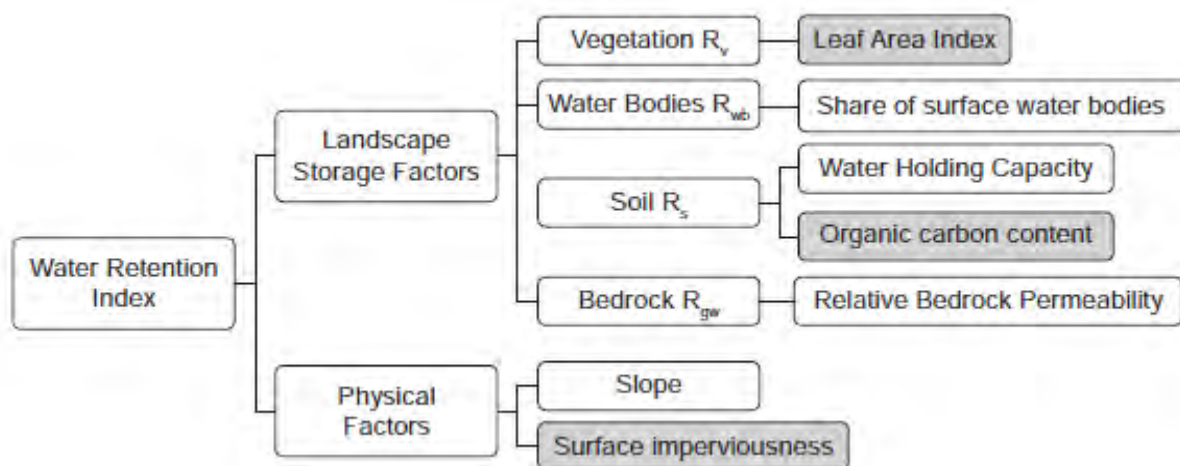 Water Retention
Index
Landscape
Storage Factors
Physical
Factors
Vegetation Rv
Water Bodies Rwb
Soil Rs
Bedrock Rgw
Slope
Surface imperviousness
Leaf Area Index
Share of surface water bodies
Water Holding Capacity
Organic carbon content
Relative Bedrock Permeability